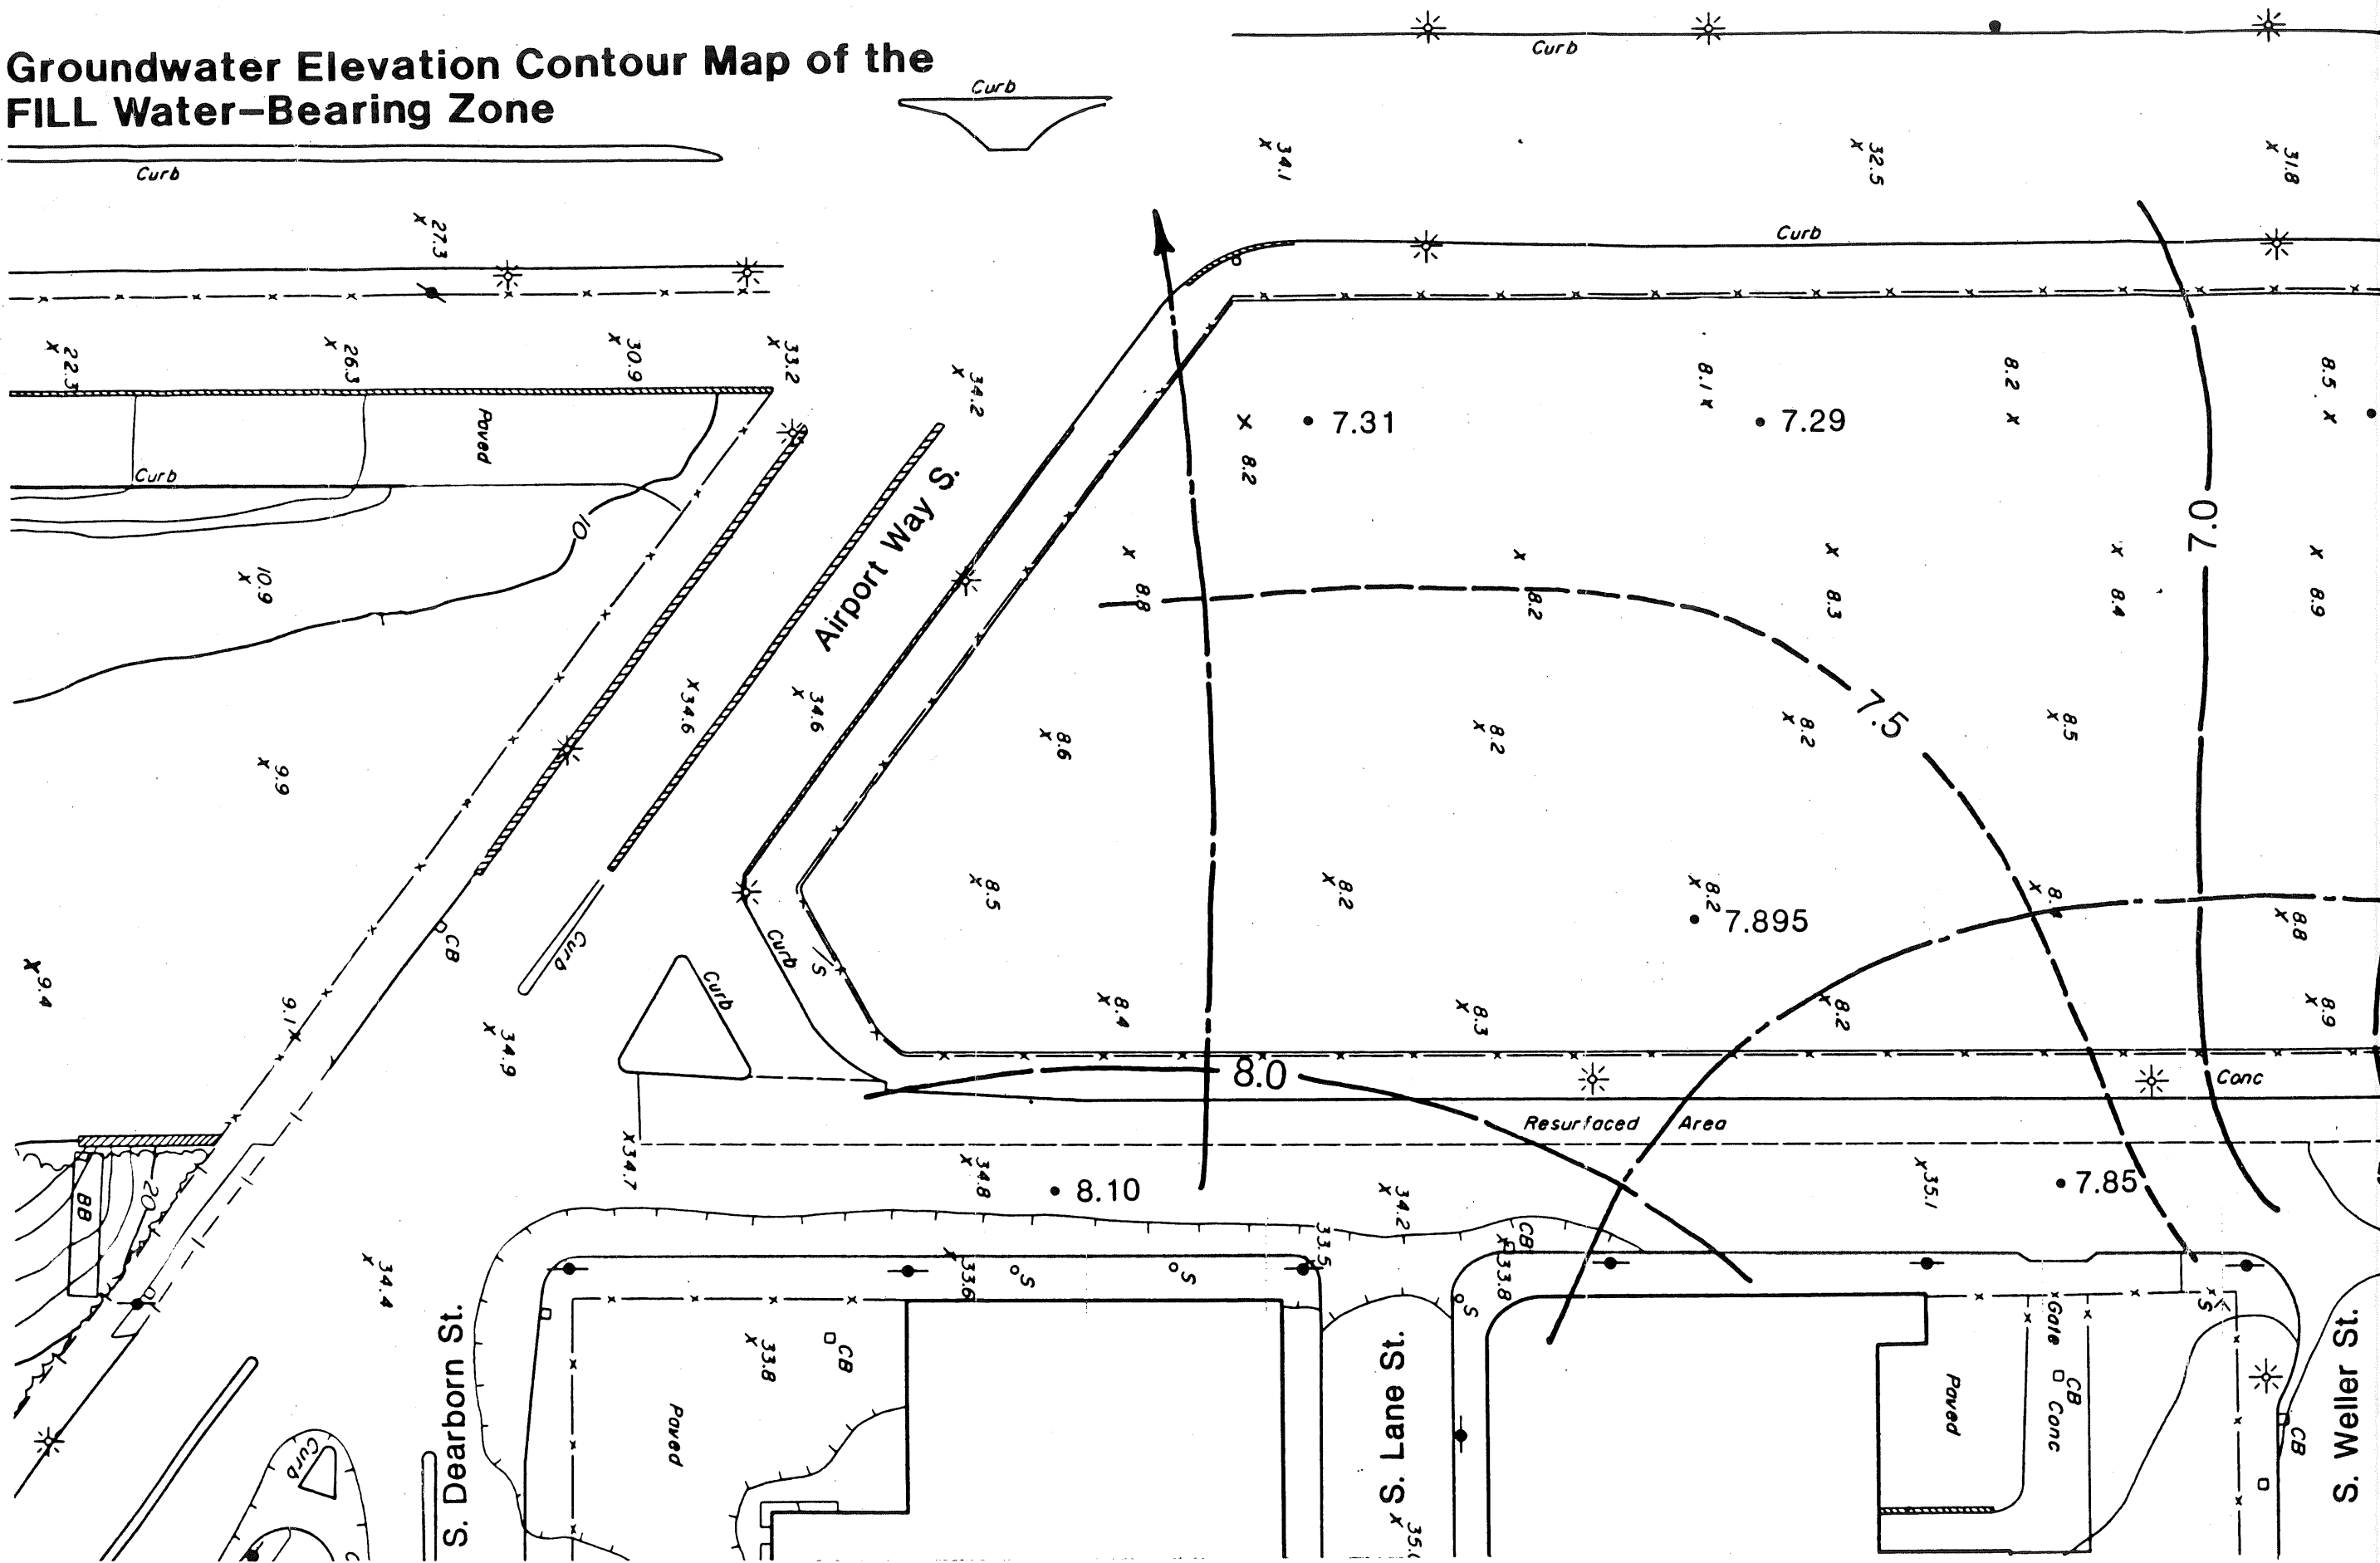 Groundwater Elevation Contour Map of the
FILL Water-Bearing Zone
Curb
Curb
Curb
34.1
32.5
31.8
27.3
Curb
22.3
26.3
30.9
33.2
34.2
8.1
8.2
8.5
7.31
7.29
8.2
Paved
Curb
10
7.0
Airport Way S.
10.9
8.8
8.2
8.3
8.4
8.9
34.6
34.6
8.6
8.2
8.2
7.5
8.5
9.9
8.5
8.2
8.2
7.895
8.8
CB
Curb
Curb
S
Curb
9.4
9.1
34.9
8.4
8.3
8.2
8.9
8.0
Conc
Resurfaced Area
34.7
34.8
8.10
34.2
35.1
7.85
20
BB
34.4
33.6
S
S
33.5
CB
33.8
S
S
Gate
33.8
CB
Paved
Paved
CB
Conc
CB
Curb
S. Dearborn St.
S. Lane St.
S. Weller St.